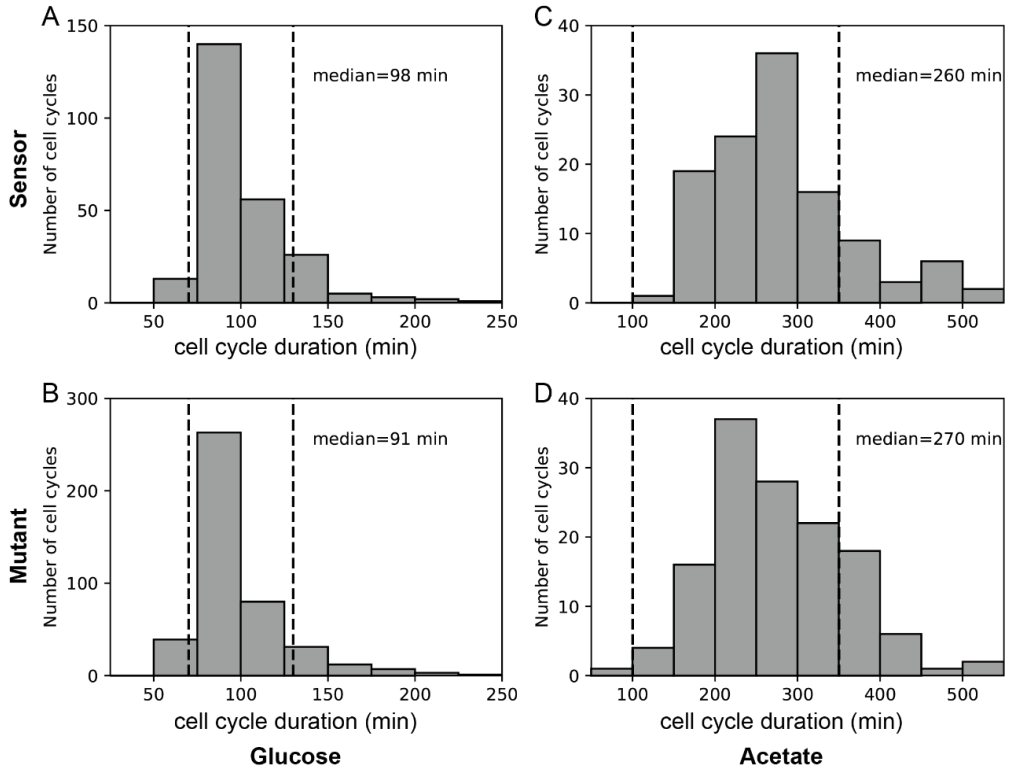 A
150
100
50
0
Number of cell cycles
median=98 min
50 100 150 200 250
cell cycle duration (min)
Sensor
C
40
30
20
10
0
Number of cell cycles
median=260 min
100 200 300 400 500
cell cycle duration (min)
B
300
200
100
0
Number of cell cycles
median=91 min
50 100 150 200 250
cell cycle duration (min)
Mutant
Glucose
D
40
30
20
10
0
Number of cell cycles
median=270 min
100 200 300 400 500
cell cycle duration (min)
Acetate